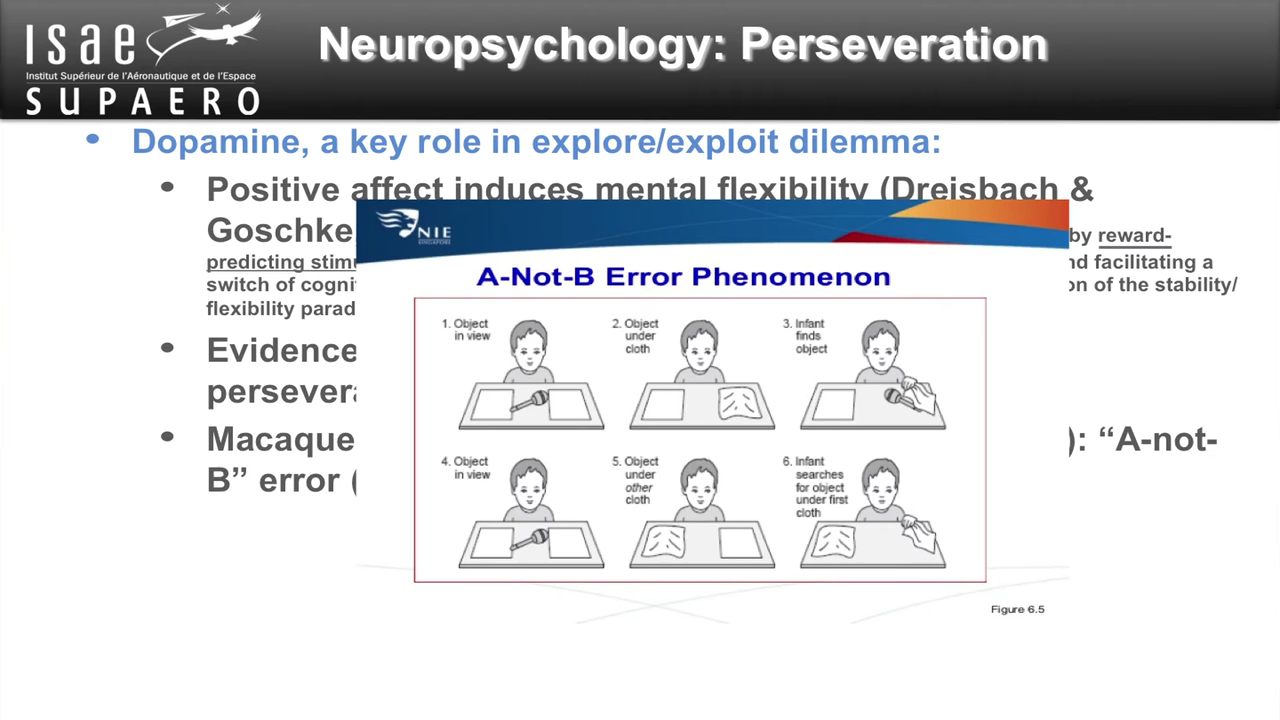 isae
Institut Supérieur de l'Aéronautique et de l'Espace
SUPAERO
Neuropsychology: Perseveration
• Dopamine, a key role in explore/exploit dilemma:
• Positive affect induces mental flexibility (Dreisbach &
Goschke
by reward-
predicting
nd facilitating a
switch of
on of the stability/
flexibility
• Evidence
• Macaque
): “A-not-
B” error (
NIE
SINGAPORE
A-Not-B Error Phenomenon
1. Object
in view
2. Object
under
cloth
3. Infant
finds
object
4. Object
in view
5. Object
under
other
cloth
6. Infant
searches
for object
under first
cloth
Figure 6.5